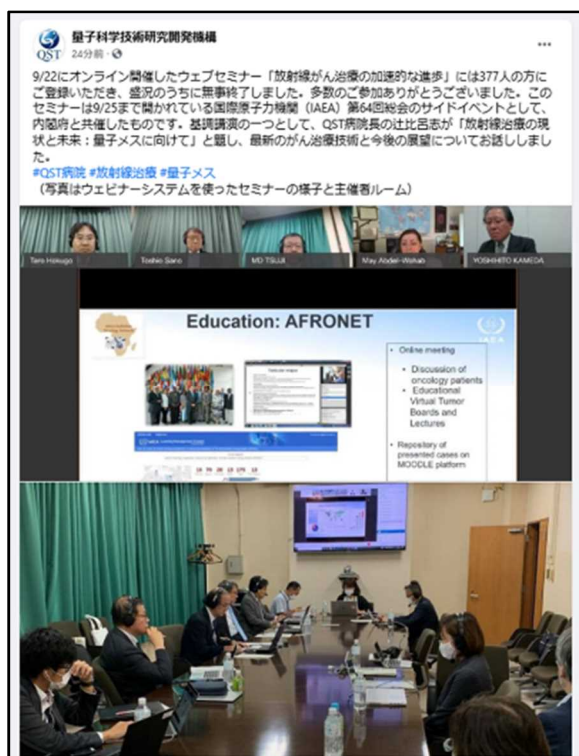 量子科学技術研究開発機構
QST
24分前
9/22にオンライン開催したウェブセミナー「放射線がん治療の加速的な進歩」には377人の方に
ご登録いただき、盛況のうちに無事終了しました。多数のご参加ありがとうございました。この
セミナーは9/25まで開かれている国際原子力機関（IAEA）第64回総会のサイドイベントとして、
内閣府と共催したものです。基調講演の一つとして、QST病院長の辻比呂志が「放射線治療の現
状と未来：量子メスに向けて」と題し、最新のがん治療技術と今後の展望についてお話ししまし
た。
#QST病院 #放射線治療 #量子メス
（写真はウェビナーシステムを使ったセミナーの様子と主催者ルーム）
Taro Hokugo
Toshio Sano
MD TSUJI
May Abdel-Wahab
YOSHIHITO KAMEDA
Education: AFRONET
IAEA
• Online meeting
• Discussion of
oncology patients
• Educational
Virtual Tumor
Boards and
Lectures
• Repository of
presented cases on
MOODLE platform